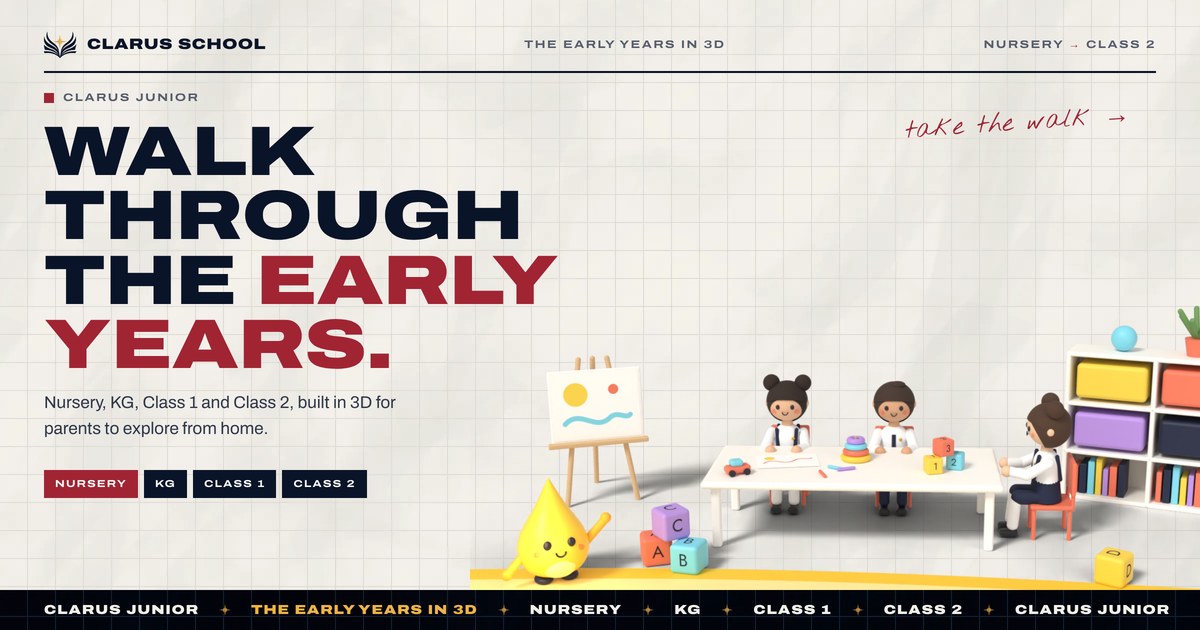 CLARUS SCHOOL
THE EARLY YEARS IN 3D
NURSERY → CLASS 2
CLARUS JUNIOR
take the walk →
WALK
THROUGH
THE EARLY
YEARS.
Nursery, KG, Class 1 and Class 2, built in 3D for
parents to explore from home.
NURSERY
KG
CLASS 1
CLASS 2
3
1 2
C
C
A
B
B
D
D
CLARUS JUNIOR ✦ THE EARLY YEARS IN 3D ✦ NURSERY ✦ KG ✦ CLASS 1 ✦ CLASS 2 ✦ CLARUS JUNIOR